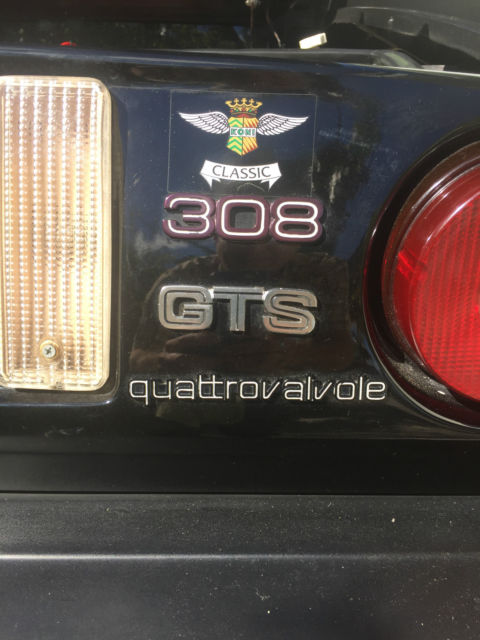 KONI
CLASSIC
308
GTS
quattrovalvole